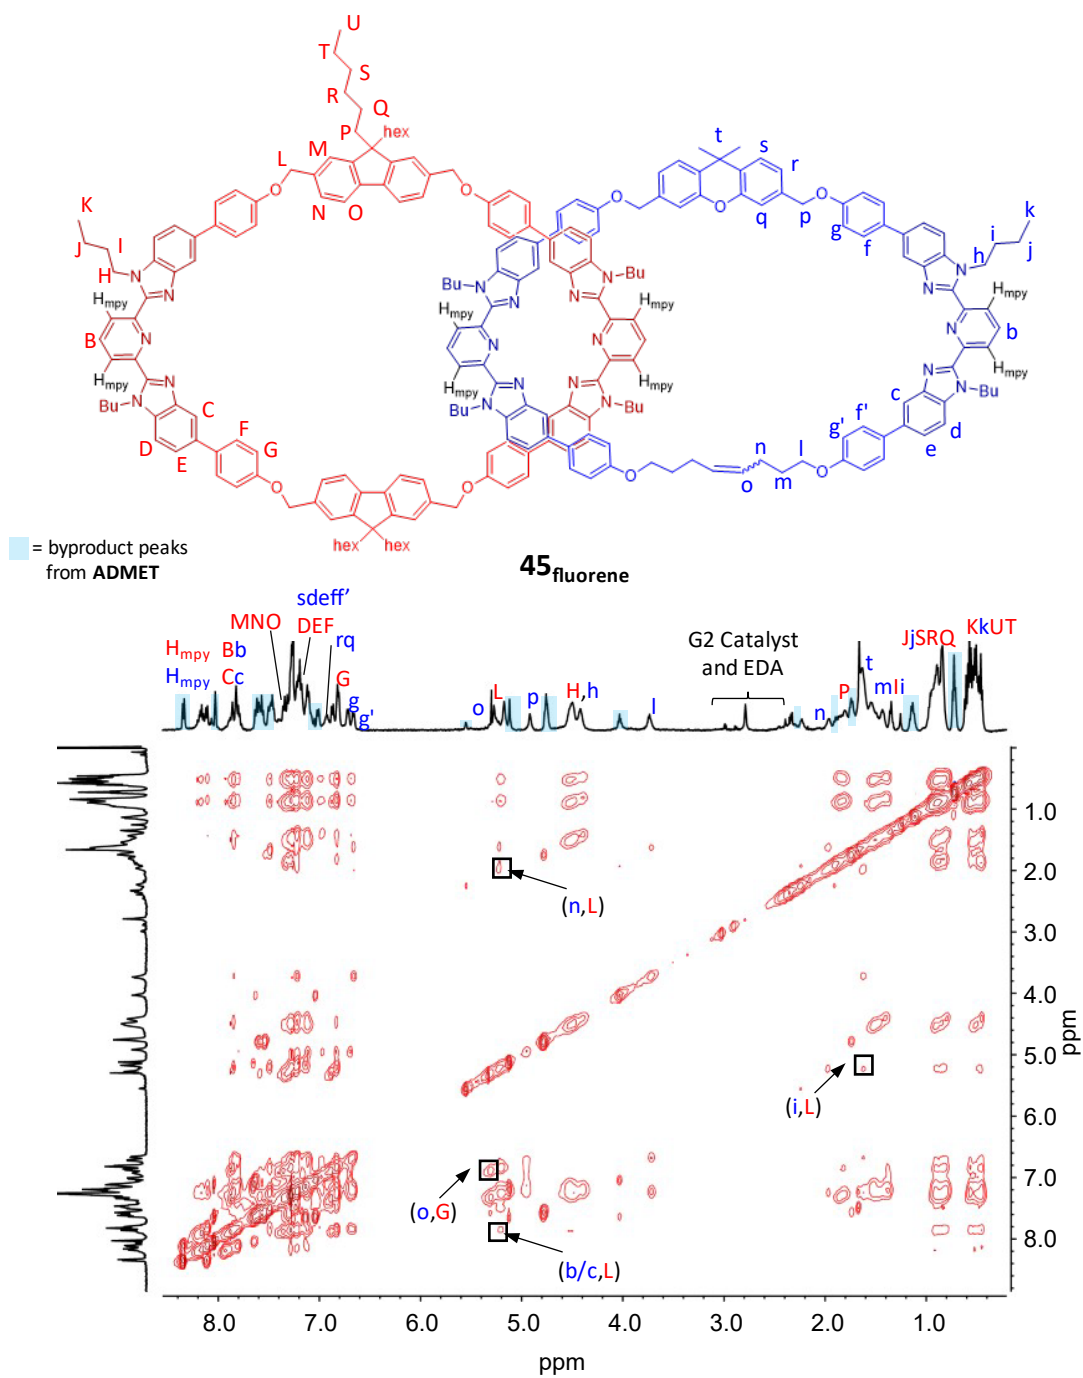 U
T
S
R
Q
P hex
t
s
L M
r
O
N O
O
O
O
q p
O
g
f
K
J I
H N
N
k
i
h j
N
N
Bu
N
N
Bu
N
N
Hmpy
Hmpy
Hmpy
Hmpy
B N
N
N
N b
Hmpy
Hmpy
Hmpy
Hmpy
N
N
Bu
N
N
Bu
N
N
Bu
N
N
Bu
C
D E
F
G
c
d
e
f'
g'
O
O
O
n l
o m
O
hex hex
= byproduct peaks
from ADMET
45fluorene
sdeff’
MNO DEF
rq
Hmpy Bb
Hmpy Cc
G
g
g'
o L p H,h l
G2 Catalyst
and EDA
n P t mIi
JjSRQ KkUT
1.0
2.0
(n,L)
3.0
4.0
ppm
5.0
(i,L)
6.0
7.0
(o,G)
8.0
(b/c,L)
8.0 7.0 6.0 5.0 4.0 3.0 2.0 1.0
ppm